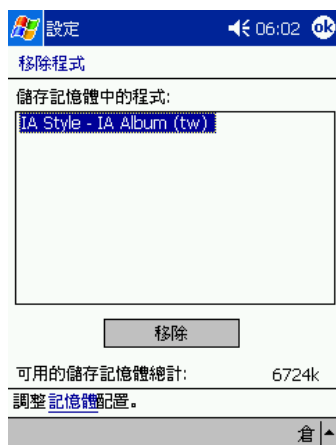 設定 06:02 ok
移除程式
儲存記憶體中的程式:
IA Style - IA Album (tw)
移除
可用的儲存記憶體總計: 6724k
調整記憶體配置。
倉